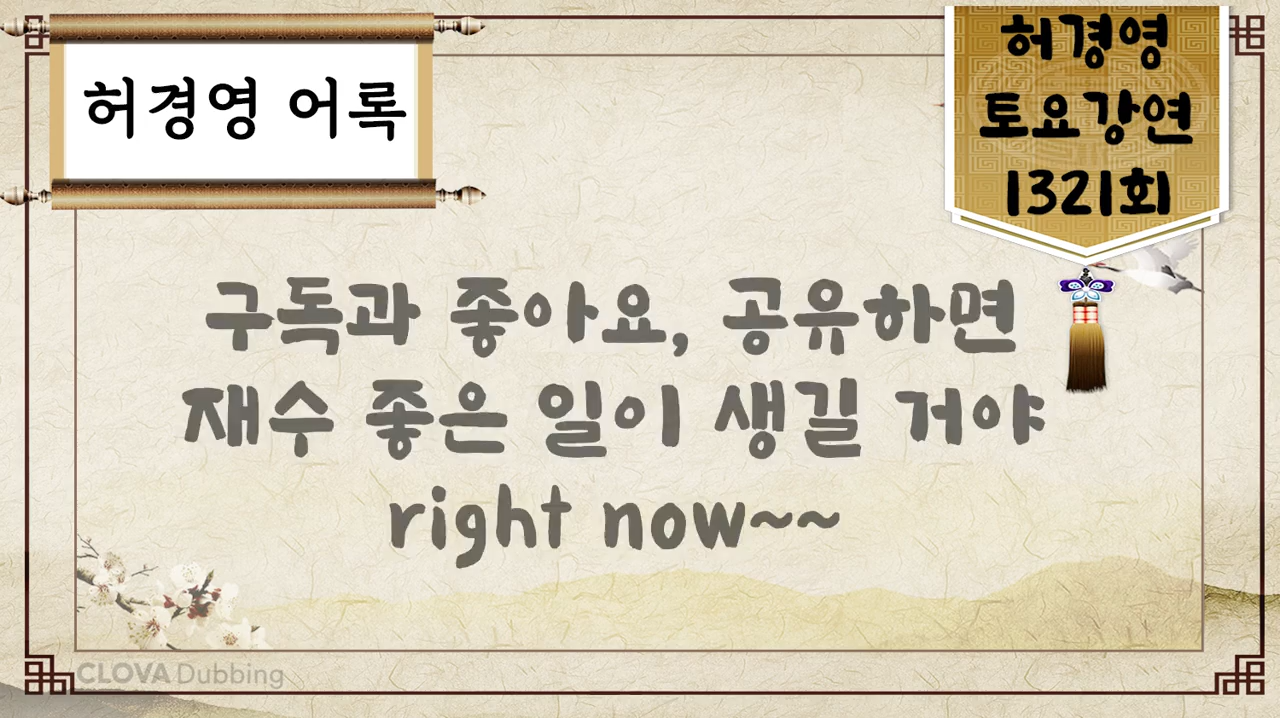 허경영 어록
허경영
토요강연
1321회
구독과 좋아요, 공유하면
재수 좋은 일이 생길 거야
right now~~
CLOVA Dubbing